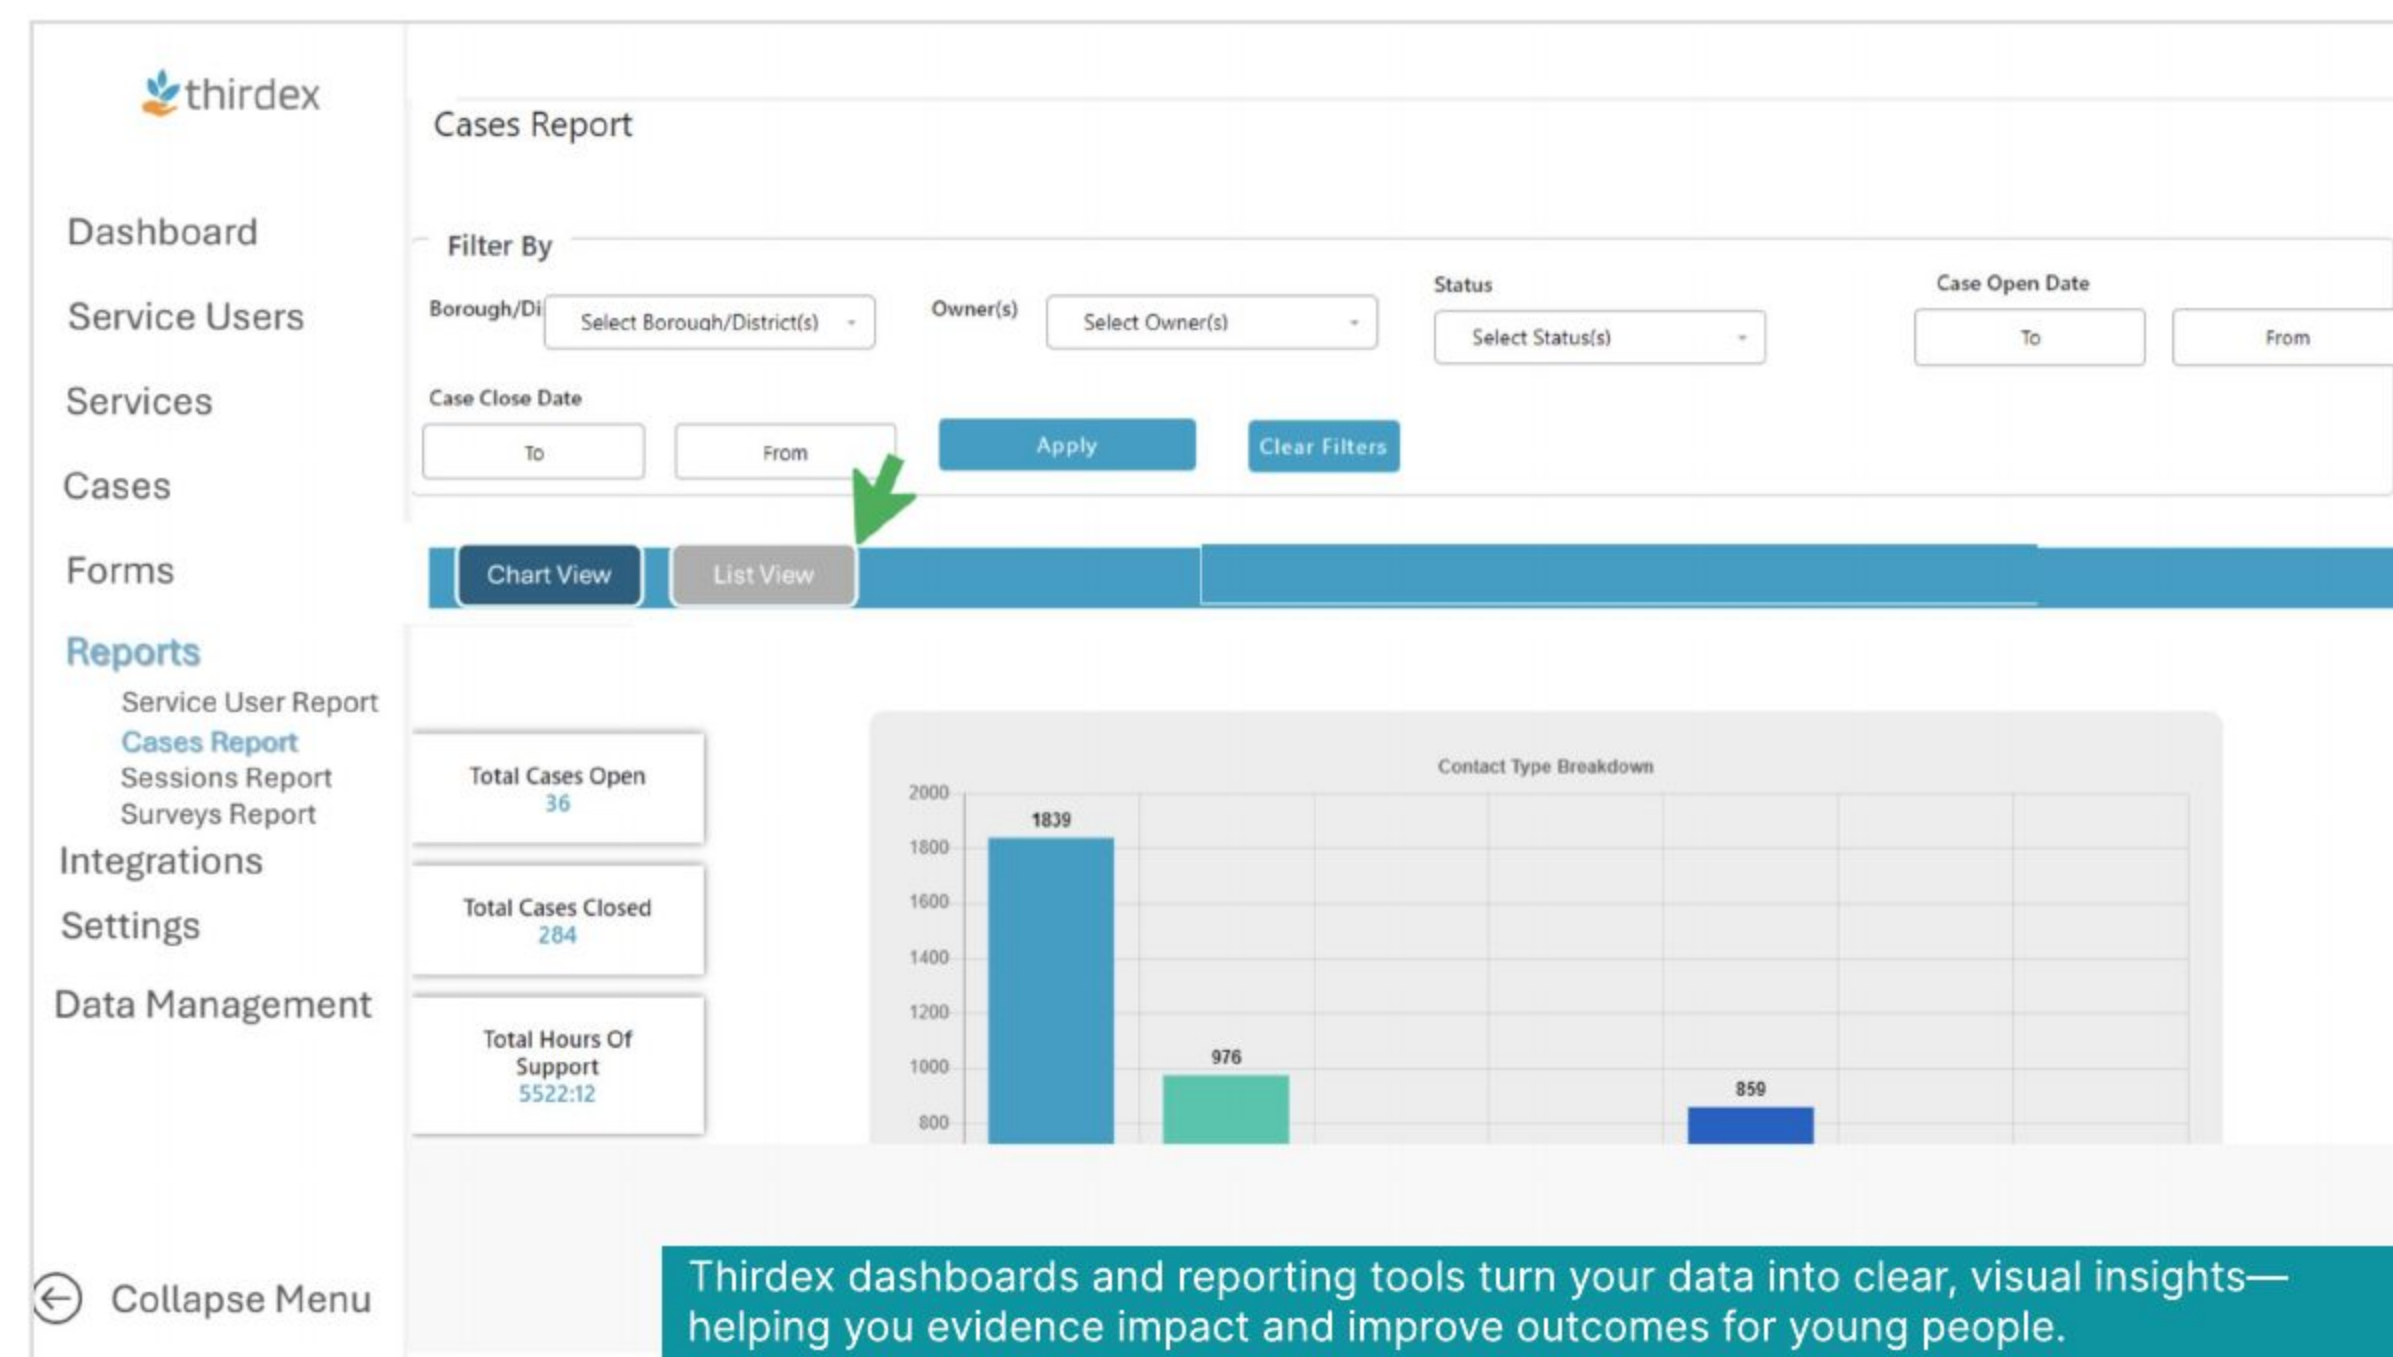 thirdex
Dashboard
Service Users
Services
Cases
Forms
Reports
Service User Report
Cases Report
Sessions Report
Surveys Report
Integrations
Settings
Data Management
Collapse Menu
Cases Report
Filter By
Borough/Di
Select Borough/District(s)
Owner(s)
Select Owner(s)
Status
Select Status(s)
Case Open Date
To
From
Case Close Date
To
From
Apply
Clear Filters
Chart View
List View
Total Cases Open
36
Total Cases Closed
284
Total Hours Of
Support
5522:12
Contact Type Breakdown
2000
1800
1600
1400
1200
1000
800
1839
976
859
Thirdex dashboards and reporting tools turn your data into clear, visual insights—
helping you evidence impact and improve outcomes for young people.